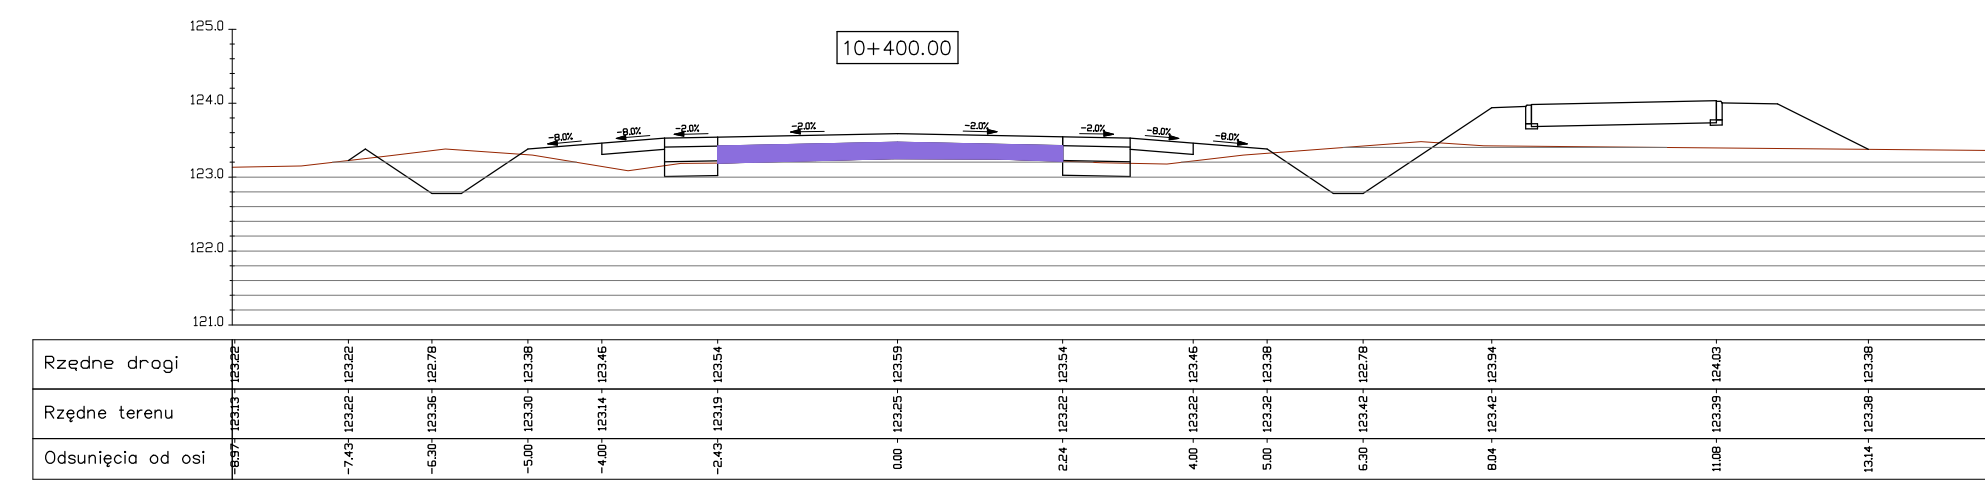 125.0
10+400.00
124.0
-8.0% -8.0% -2.0% -2.0% -2.0% -2.0% -8.0% -8.0%
123.0
122.0
121.0
Rzędne drogi 123.22 123.22 122.78 123.38 123.46 123.54 123.59 123.54 123.46 123.38 122.78 123.94 124.03 123.38
Rzędne terenu 123.13 123.22 123.36 123.30 123.14 123.19 123.25 123.22 123.22 123.32 123.42 123.42 123.39 123.38
Odsunięcia od osi -8.97 -7.43 -6.30 -5.00 -4.00 -2.43 0.00 2.24 4.00 5.00 6.30 8.04 11.08 13.14